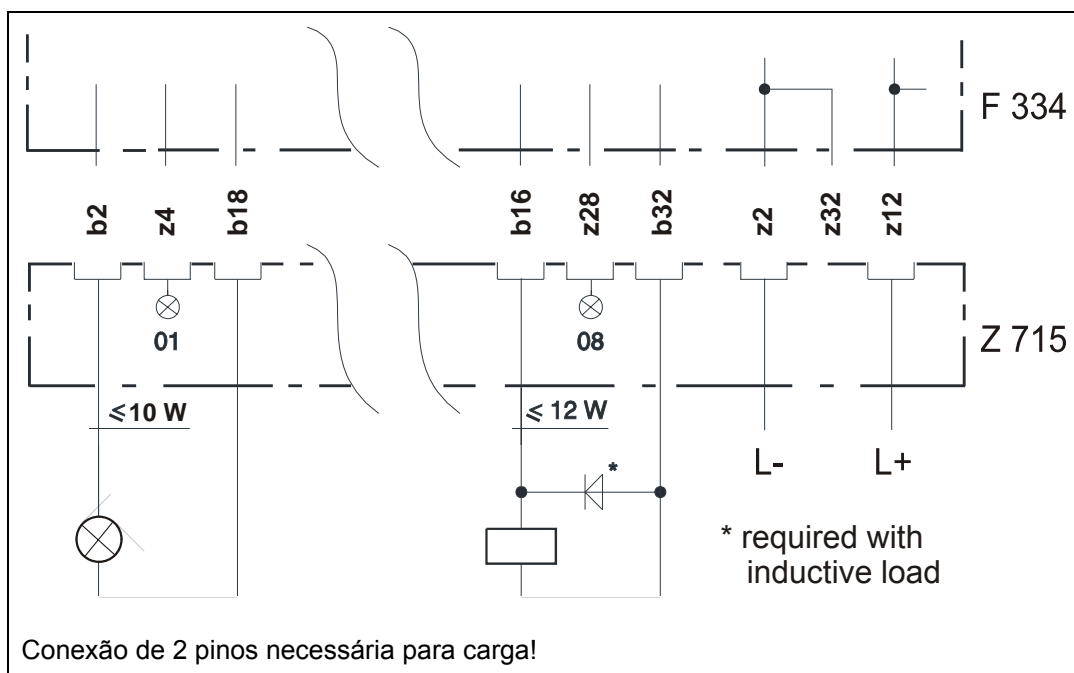 F 334
b2 z4 b18 b16 z28 b32 z2 z32 z12
01 08
Z 715
≤10 W ≤ 12 W
L- L+
*
* required with
inductive load
Conexão de 2 pinos necessária para carga!